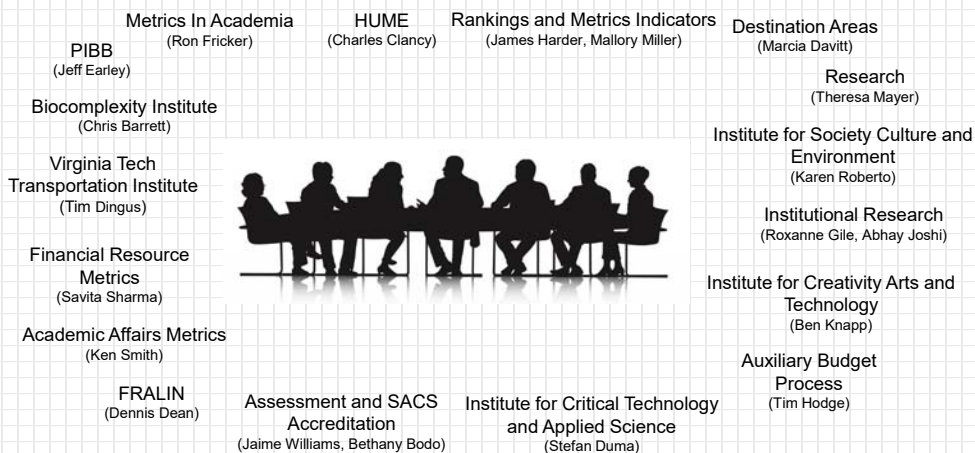 Metrics In Academia
(Ron Fricker)
HUME
(Charles Clancy)
Rankings and Metrics Indicators
(James Harder, Mallory Miller)
Destination Areas
(Marcia Davitt)
PIBB
(Jeff Earley)
Research
(Theresa Mayer)
Biocomplexity Institute
(Chris Barrett)
Institute for Society Culture and
Environment
(Karen Roberto)
Virginia Tech
Transportation Institute
(Tim Dingus)
Institutional Research
(Roxanne Gile, Abhay Joshi)
Financial Resource
Metrics
(Savita Sharma)
Institute for Creativity Arts and
Technology
(Ben Knapp)
Academic Affairs Metrics
(Ken Smith)
Auxiliary Budget
Process
(Tim Hodge)
FRALIN
(Dennis Dean)
Assessment and SACS
Accreditation
(Jaime Williams, Bethany Bodo)
Institute for Critical Technology
and Applied Science
(Stefan Duma)